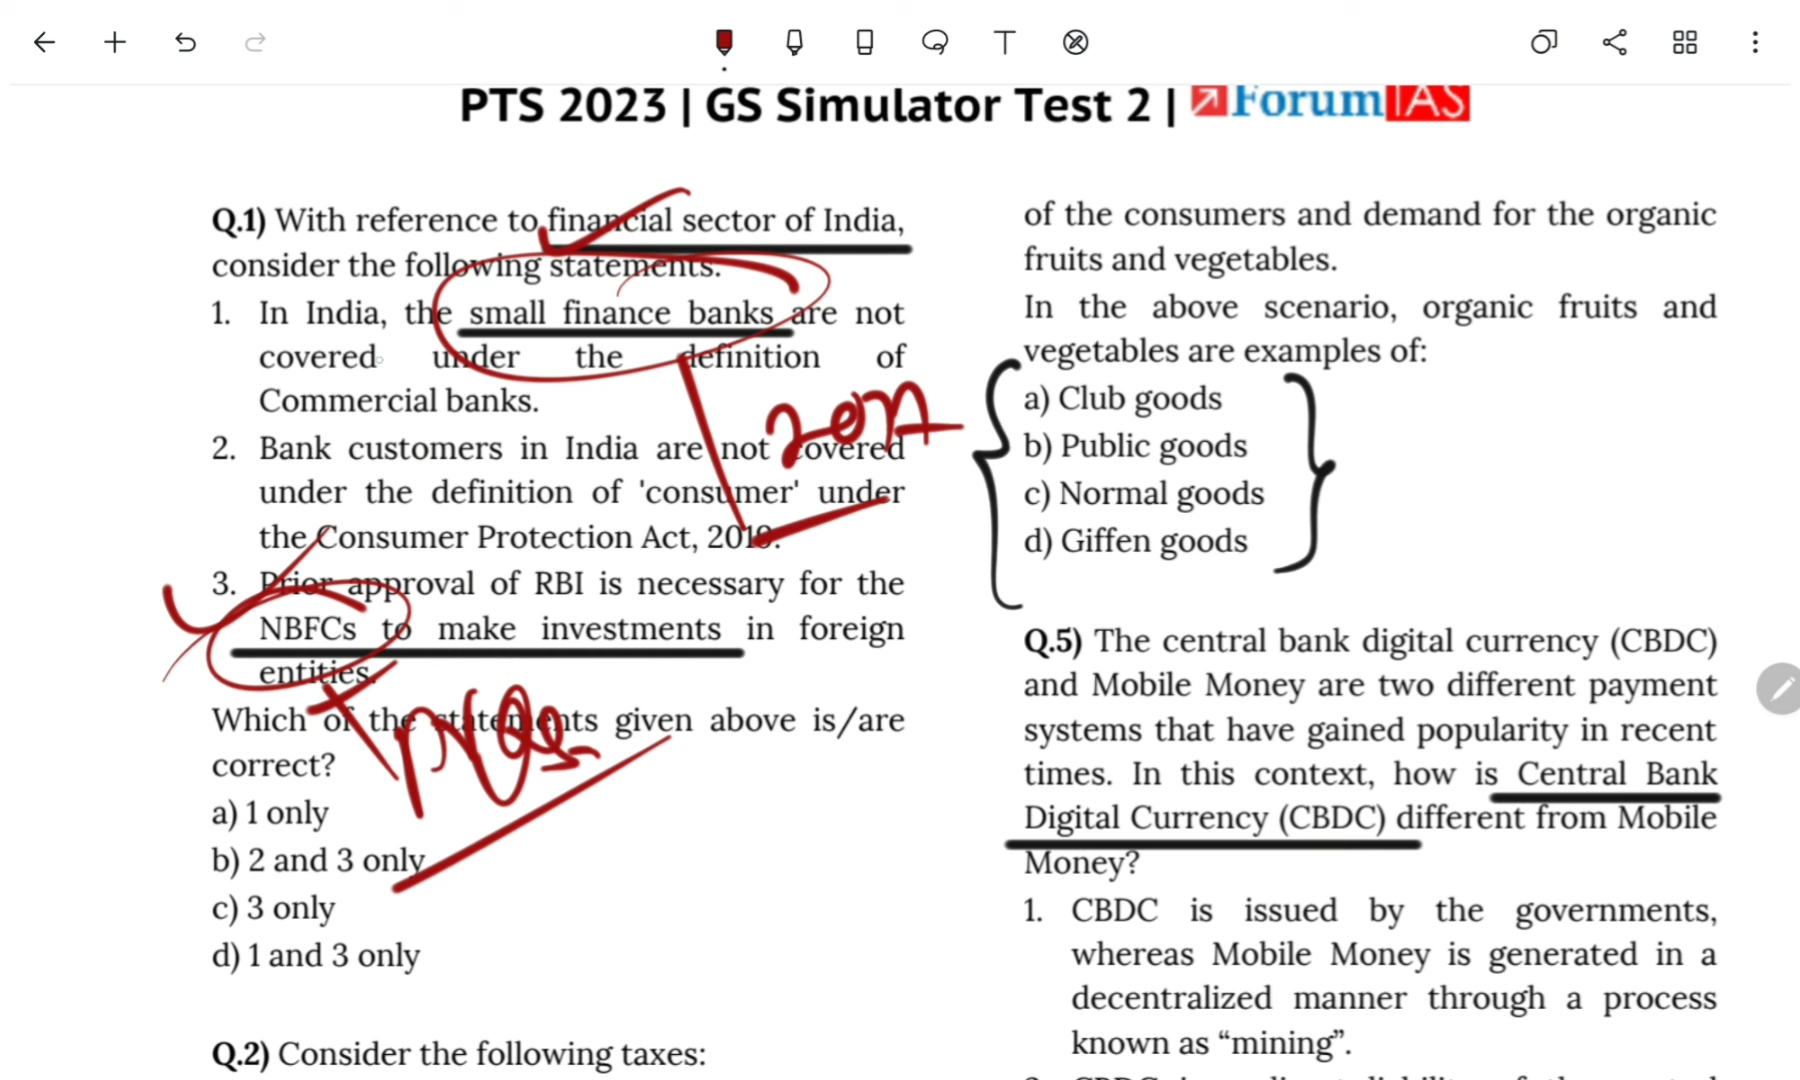 PTS 2023 | GS Simulator Test 2 | ForumIAS
Q.1) With reference to financial sector of India,
consider the following statements:
1. In India, the small finance banks are not
covered under the definition of
Commercial banks.
2. Bank customers in India are not covered
under the definition of 'consumer' under
the Consumer Protection Act, 2019.
3. Prior approval of RBI is necessary for the
NBFCs to make investments in foreign
entities.
Which of the statements given above is/are
correct?
a) 1 only
b) 2 and 3 only
c) 3 only
d) 1 and 3 only
Q.2) Consider the following taxes:
of the consumers and demand for the organic
fruits and vegetables.
In the above scenario, organic fruits and
vegetables are examples of:
a) Club goods
b) Public goods
c) Normal goods
d) Giffen goods
Q.5) The central bank digital currency (CBDC)
and Mobile Money are two different payment
systems that have gained popularity in recent
times. In this context, how is Central Bank
Digital Currency (CBDC) different from Mobile
Money?
1. CBDC is issued by the governments,
whereas Mobile Money is generated in a
decentralized manner through a process
known as “mining”.